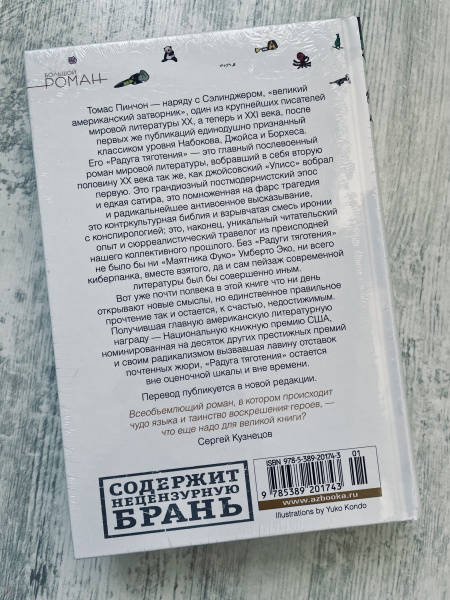 БОЛЬШОЙ
РОМАН
Томас Пинчон — наряду с Сэлинджером, «великий
американский затворник», один из крупнейших писателей
мировой литературы XX, а теперь и XXI века, после
первых же публикаций единодушно признанный
классиком уровня Набокова, Джойса и Борхеса.
Его «Радуга тяготения» — это главный послевоенный
роман мировой литературы, вобравший в себя вторую
половину XX века так же, как джойсовский «Улисс» вобрал
первую. Это грандиозный постмодернистский эпос
и едкая сатира, это помноженная на фарс трагедия
и радикальнейшее антивоенное высказывание,
это контркультурная библия и взрывчатая смесь иронии
с конспирологией; это, наконец, уникальный читательский
опыт и сюрреалистический травелог из преисподней
нашего коллективного прошлого. Без «Радуги тяготения»
не было бы ни «Маятника Фуко» Умберто Эко, ни всего
киберпанка, вместе взятого, да и сам пейзаж современной
литературы был бы совершенно иным.
Вот уже почти полвека в этой книге что ни день
открывают новые смыслы, но единственное правильное
прочтение так и остается, к счастью, недостижимым.
Получившая главную американскую литературную
награду — Национальную книжную премию США,
номинированная на десяток других престижных премий
и своим радикализмом вызвавшая лавину отставок
почтенных жюри, «Радуга тяготения» остается
вне оценочной шкалы и вне времени.
Перевод публикуется в новой редакции.
Всеобъемлющий роман, в котором происходит
чудо языка и таинство воскрешения героев, —
что еще надо для великой книги?
Сергей Кузнецов
СОДЕРЖИТ
НЕЦЕНЗУРНУЮ
БРАНЬ
ISBN 978-5-389-20174-3
01
9 785389 201743
www.azbooka.ru
Illustrations by Yuko Kondo